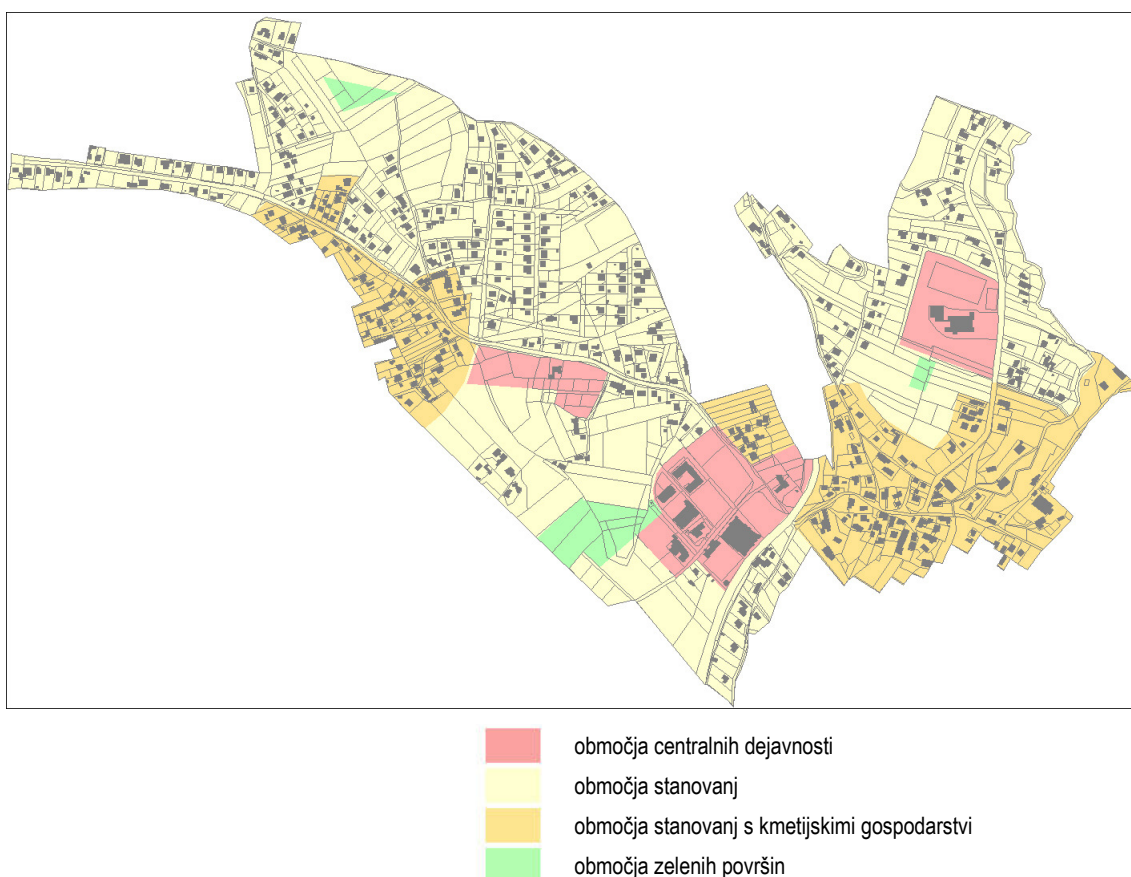 območja centralnih dejavnosti
območja stanovanj
območja stanovanj s kmetijskimi gospodarstvi
območja zelenih površin